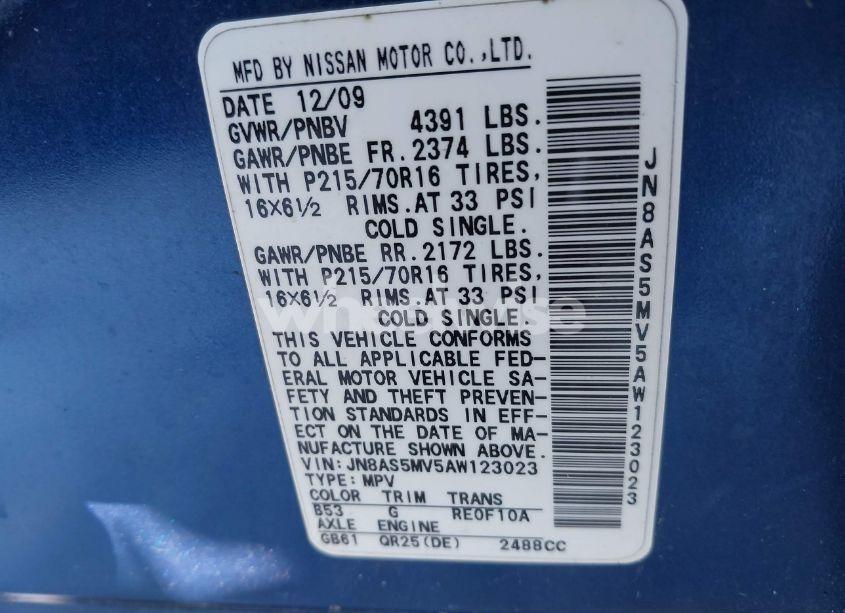 MFD BY NISSAN MOTOR CO.,LTD.
DATE 12/09
GVWR/PNBV 4391 LBS.
GAWR/PNBE FR.2374 LBS.
WITH P215/70R16 TIRES,
16X6½ RIMS.AT 33 PSI
COLD SINGLE.
GAWR/PNBE RR.2172 LBS.
WITH P215/70R16 TIRES,
16X6½ RIMS.AT 33 PSI
COLD SINGLE.
THIS VEHICLE CONFORMS
TO ALL APPLICABLE FED-
ERAL MOTOR VEHICLE SA-
FETY AND THEFT PREVEN-
TION STANDARDS IN EFF-
ECT ON THE DATE OF MA-
NUFACTURE SHOWN ABOVE.
VIN:JN8AS5MV5AW123023
TYPE:MPV
COLOR TRIM TRANS
B53 G RE0F10A
AXLE ENGINE
GB61 QR25(DE) 2488CC
JN8AS5MV5AW123023